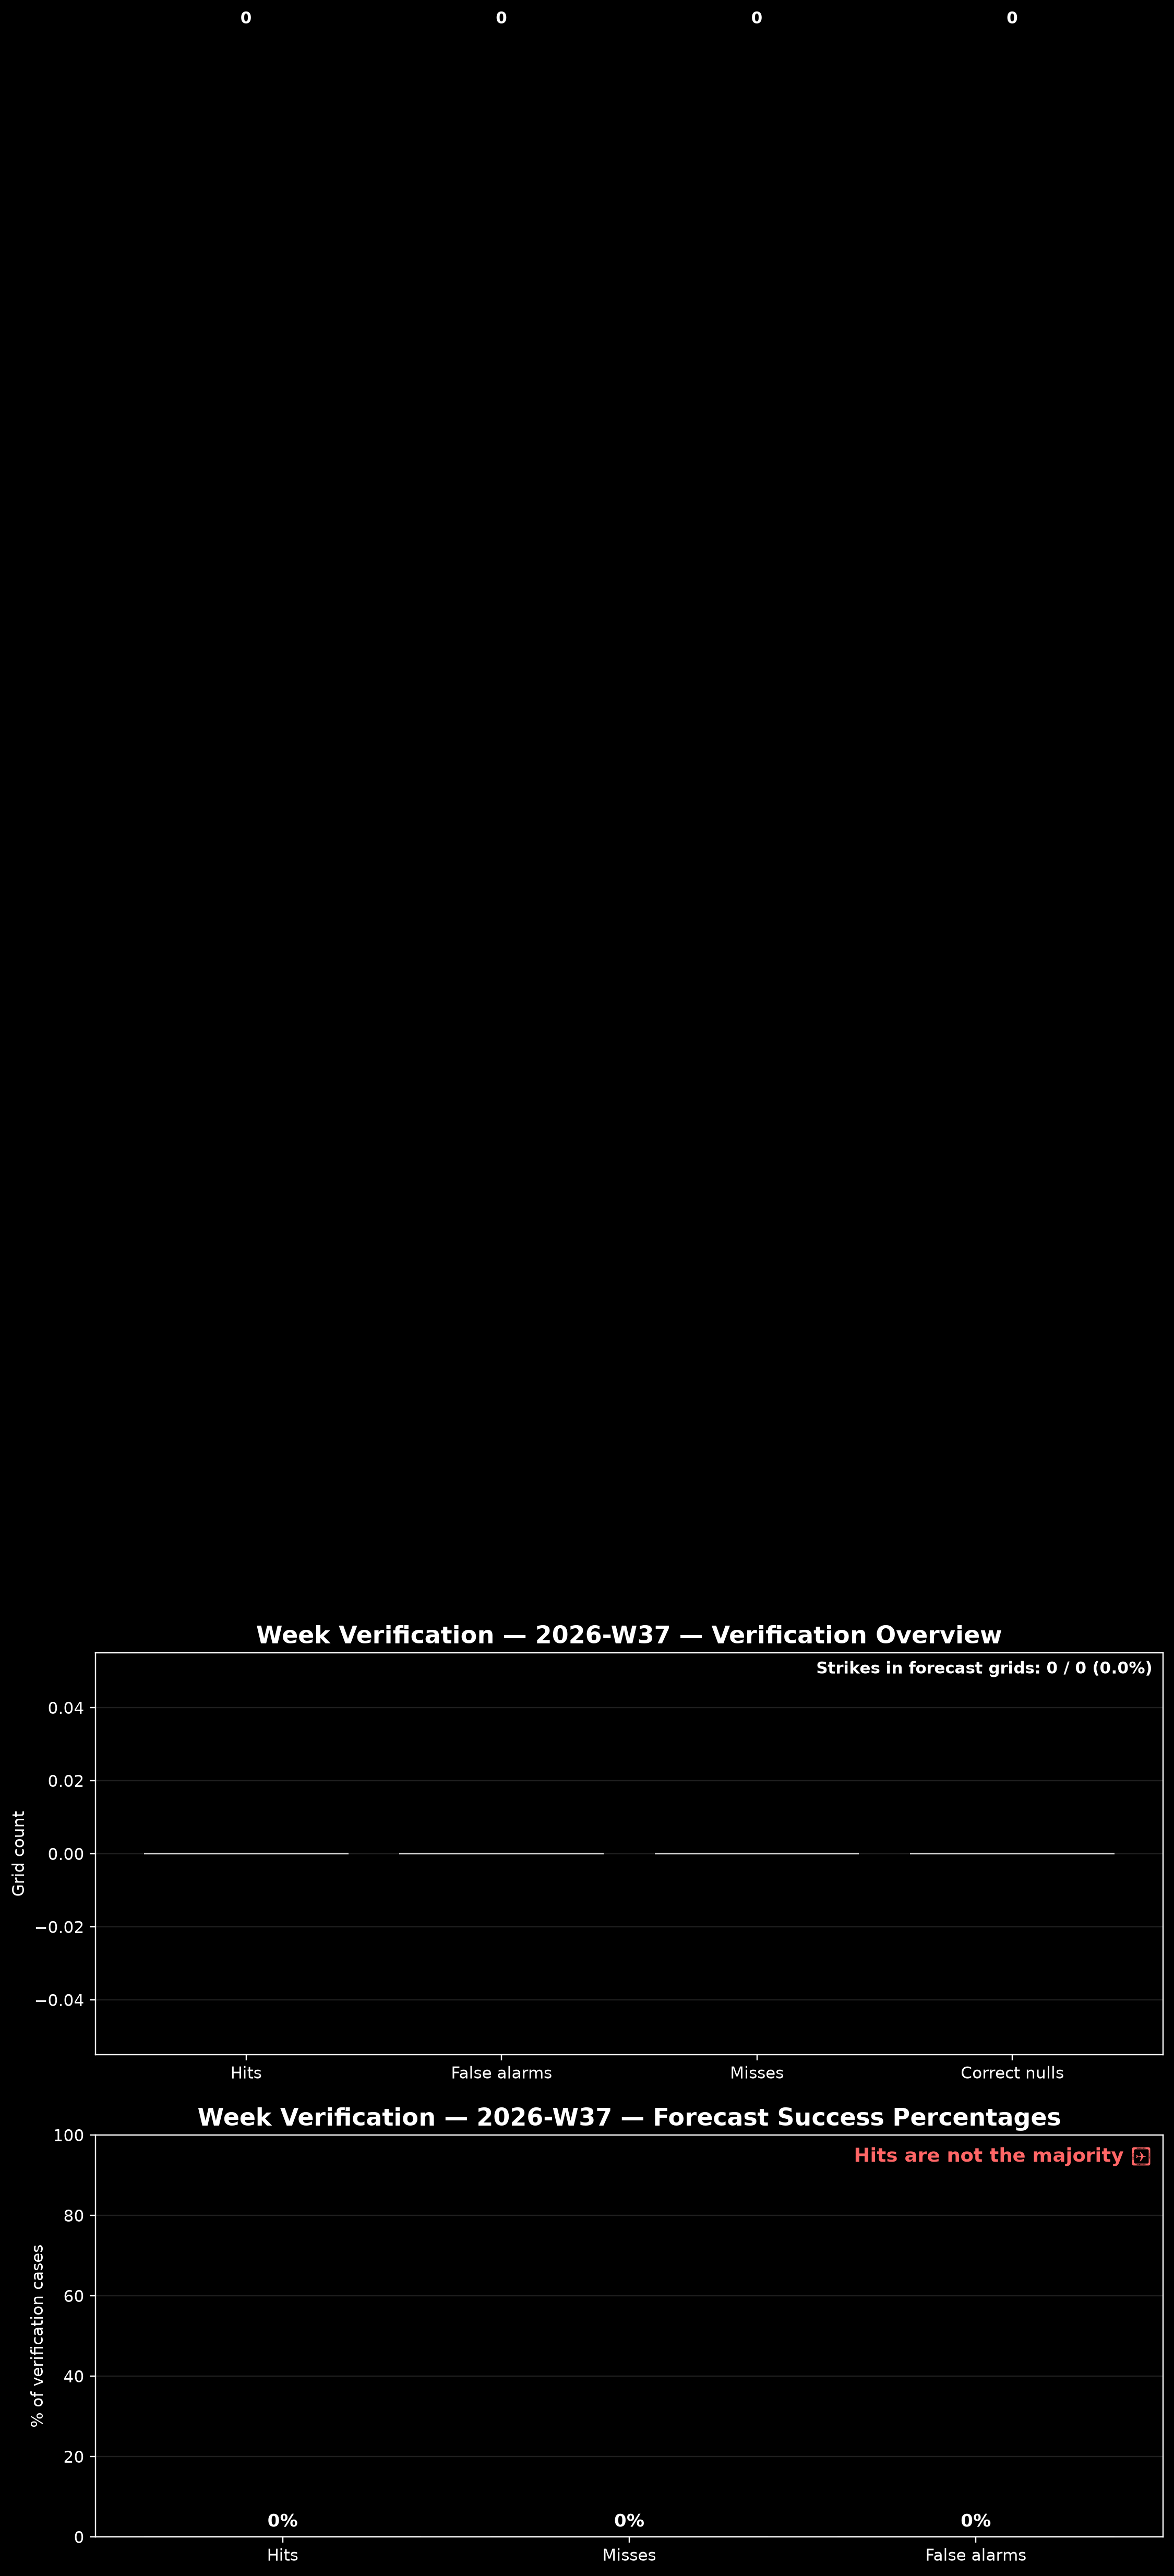 0 0 0 0
Week Verification — 2026-W37 — Verification Overview
Strikes in forecast grids: 0 / 0 (0.0%)
0.04
0.02
0.00
−0.02
−0.04
Grid count
Hits False alarms Misses Correct nulls
Week Verification — 2026-W37 — Forecast Success Percentages
Hits are not the majority
100
80
60
40
20
0
% of verification cases
0% 0% 0%
Hits Misses False alarms